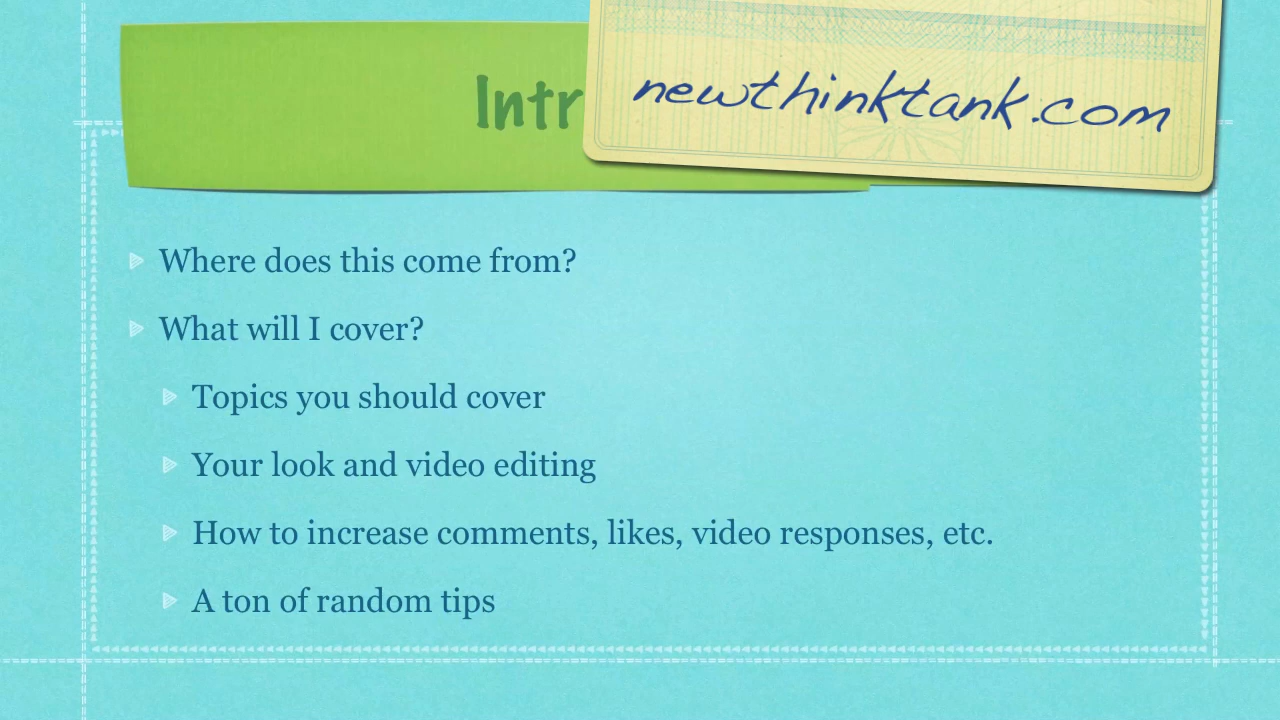 Intr
newthinktank.com
Where does this come from?
What will I cover?
Topics you should cover
Your look and video editing
How to increase comments, likes, video responses, etc.
A ton of random tips